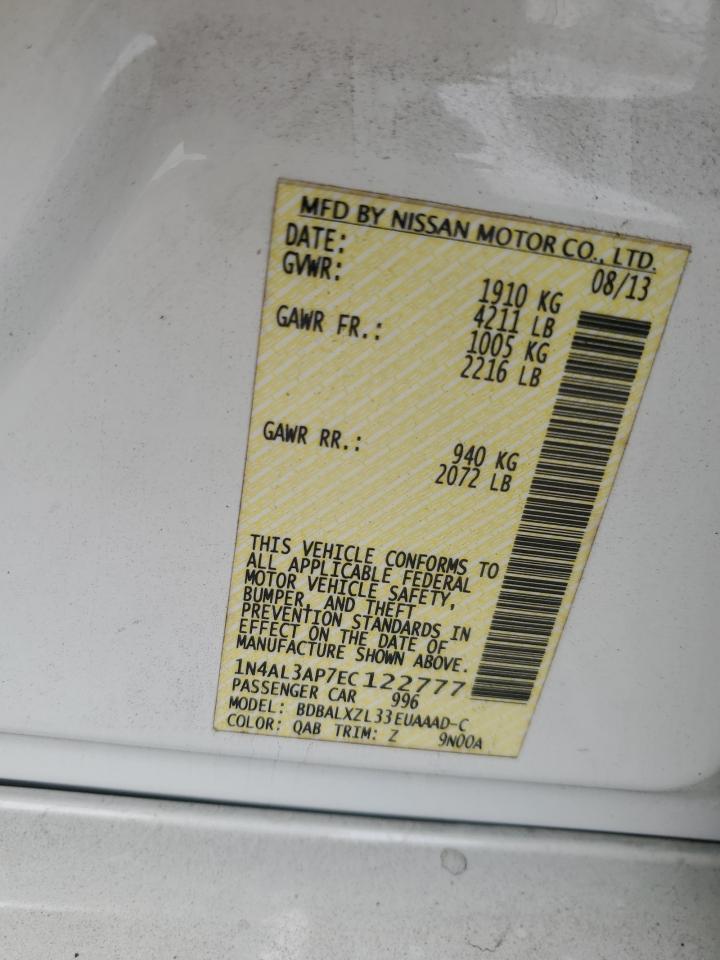 MFD BY NISSAN MOTOR CO., LTD.
DATE: 08/13
GVWR: 1910 KG
4211 LB
GAWR FR.: 1005 KG
2216 LB
GAWR RR.: 940 KG
2072 LB
THIS VEHICLE CONFORMS TO
ALL APPLICABLE FEDERAL
MOTOR VEHICLE SAFETY,
BUMPER, AND THEFT
PREVENTION STANDARDS IN
EFFECT ON THE DATE OF
MANUFACTURE SHOWN ABOVE.
1N4AL3AP7EC122777
PASSENGER CAR 996
MODEL: BDBALXZL33EUAAAD-C
COLOR: QAB TRIM: Z 9N00A